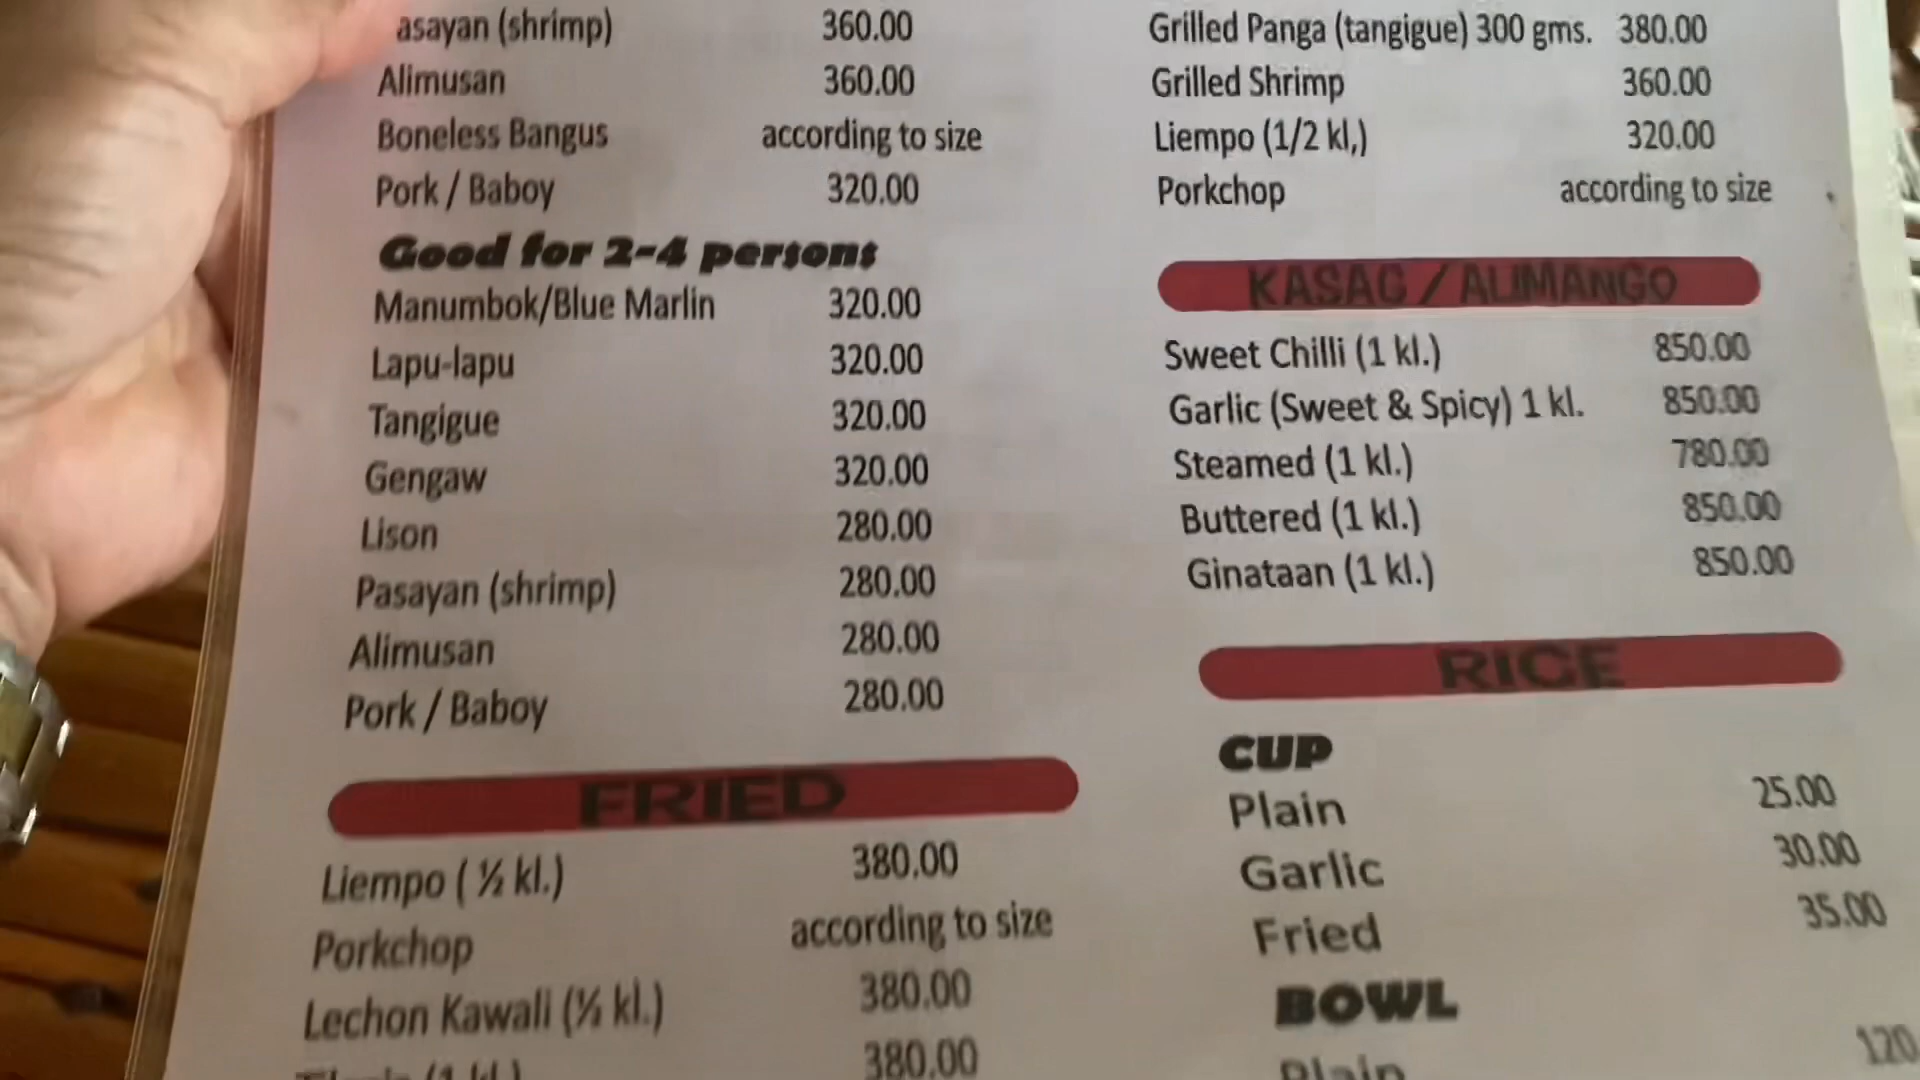 asayan (shrimp) 360.00
Alimusan 360.00
Boneless Bangus according to size
Pork / Baboy 320.00
Good for 2-4 persons
Manumbok/Blue Marlin 320.00
Lapu-lapu 320.00
Tangigue 320.00
Gengaw 320.00
Lison 280.00
Pasayan (shrimp) 280.00
Alimusan 280.00
Pork / Baboy 280.00
FRIED
Liempo ( ½ kl.) 380.00
Porkchop according to size
Lechon Kawali (½ kl.) 380.00
(1 kl.) 380.00
Grilled Panga (tangigue) 300 gms. 380.00
Grilled Shrimp 360.00
Liempo (1/2 kl,) 320.00
Porkchop according to size
KASAG / ALIMANGO
Sweet Chilli (1 kl.) 850.00
Garlic (Sweet & Spicy) 1 kl. 850.00
Steamed (1 kl.) 780.00
Buttered (1 kl.) 850.00
Ginataan (1 kl.) 850.00
RICE
CUP
Plain 25.00
Garlic 30.00
Fried 35.00
BOWL
Plain 120